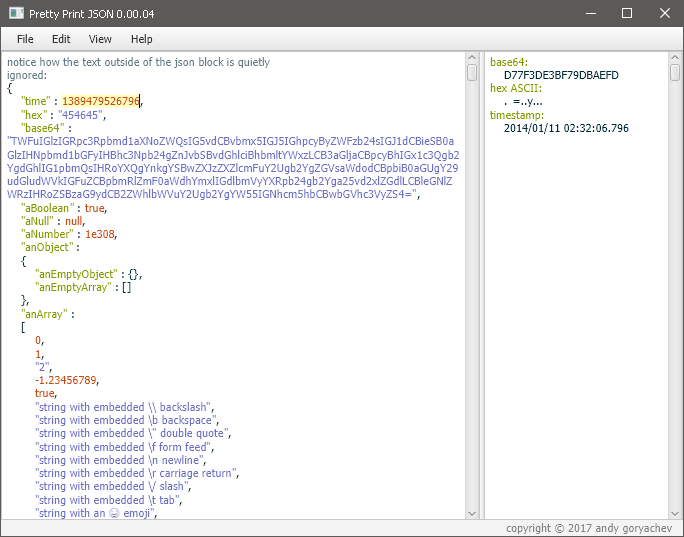 Pretty Print JSON 0.00.04
File Edit View Help
notice how the text outside of the json block is quietly
ignored:
{
"time" : 1389479526796,
"hex" : "454645",
"base64" :
"TWFuIGlzIGRpc3Rpbmd1aXNoZWQsIG5vdCBvbmx5IGJ5IGhpcyByZWFzb24sIGJ1dCBieSB0a
GlzIHNpbmd1bGFyIHBhc3Npb24gZnJvbSBvdGhlciBhbmltYWxzLCB3aGljaCBpcyBhIGx1c3Qgb2
YgdGhlIG1pbmQsIHRoYXQgYnkgYSBwZXJzZXZlcmFuY2Ugb2YgZGVsaWdodCBpbiB0aGUgY29
udGludWVkIGFuZCBpbmRlZmF0aWdhYmxlIGdlbmVyYXRpb24gb2Yga25vd2xlZGdlLCBleGNlZ
WRzIHRoZSBzaG9ydCB2ZWhlbWVuY2Ugb2YgYW55IGNhcm5hbCBwbGVhc3VyZS4=",
"aBoolean" : true,
"aNull" : null,
"aNumber" : 1e308,
"anObject" :
{
"anEmptyObject" : {},
"anEmptyArray" : []
},
"anArray" :
[
0,
1,
"2",
-1.23456789,
true,
"string with embedded \\ backslash",
"string with embedded \b backspace",
"string with embedded \" double quote",
"string with embedded \f form feed",
"string with embedded \n newline",
"string with embedded \r carriage return",
"string with embedded \/ slash",
"string with embedded \t tab",
"string with an 😀 emoji",
base64:
D77F3DE3BF79DBAEFD
hex ASCII:
. =..y...
timestamp:
2014/01/11 02:32:06.796
copyright © 2017 andy goryachev